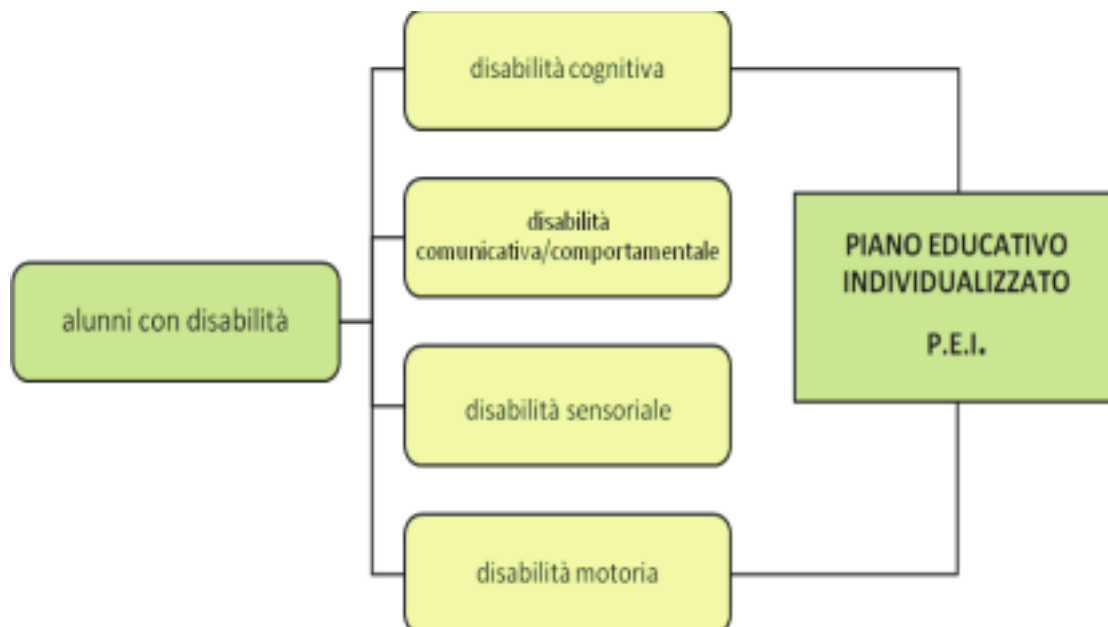 disabilità cognitiva
disabilità
comunicativa/comportamentale
alunni con disabilità
disabilità sensoriale
disabilità motoria
PIANO EDUCATIVO
INDIVIDUALIZZATO
P.E.I.